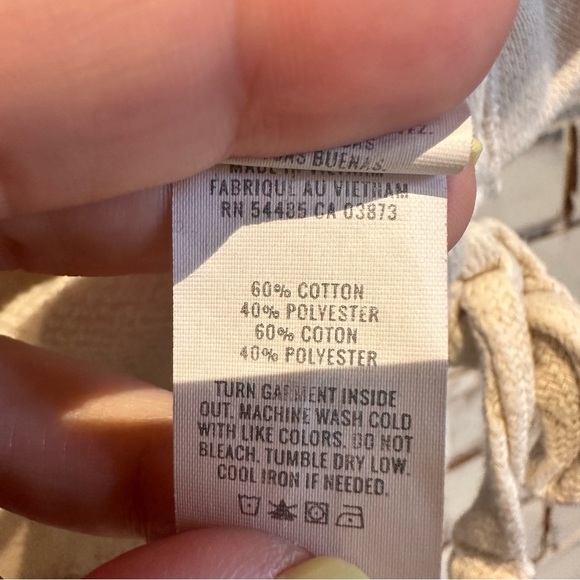 BUENAS.
FABRIQUÉ AU VIETNAM
RN 54485 CA 03873
60% COTTON
40% POLYESTER
60% COTON
40% POLYESTER
TURN GARMENT INSIDE
OUT. MACHINE WASH COLD
WITH LIKE COLORS. DO NOT
BLEACH. TUMBLE DRY LOW.
COOL IRON IF NEEDED.